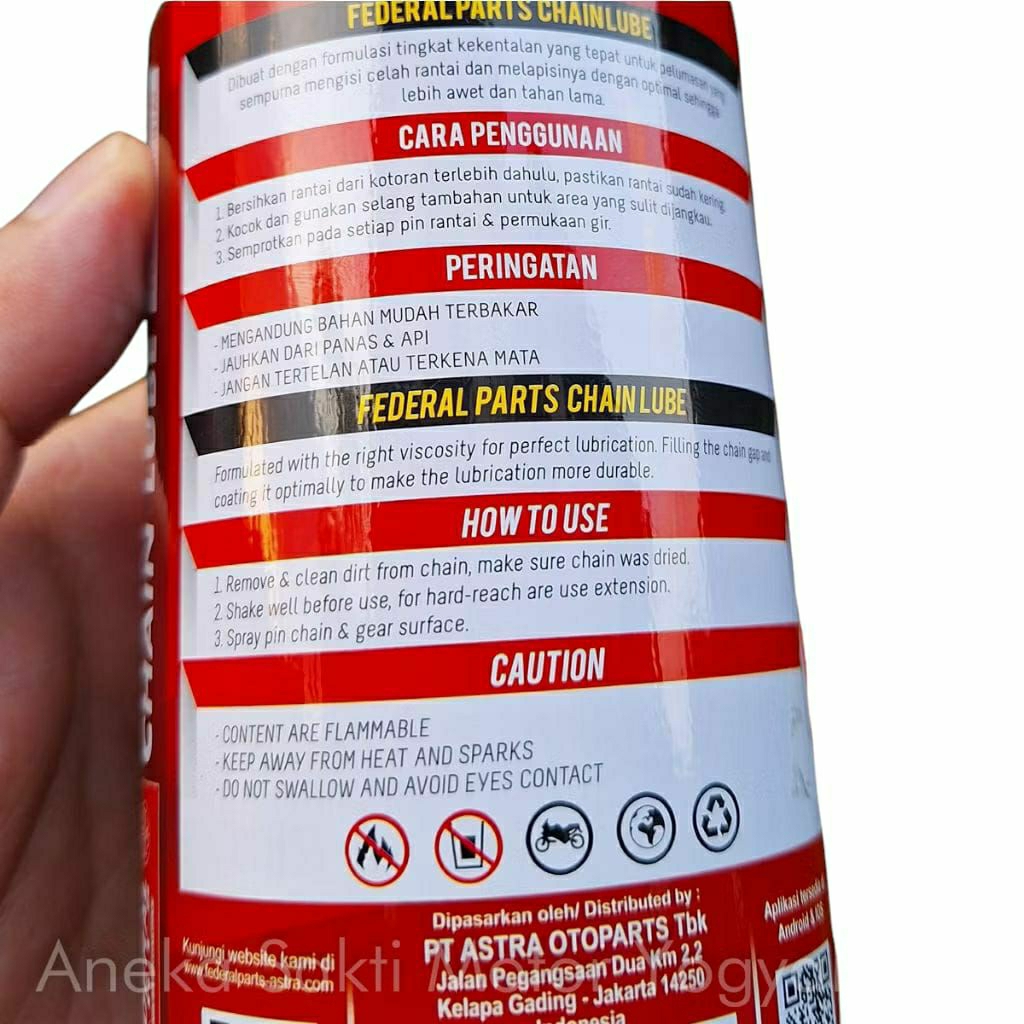 FEDERAL PARTS CHAIN LUBE
Dibuat dengan formulasi tingkat kekentalan yang tepat untuk pelumasan yang
sempurna mengisi celah rantai dan melapisinya dengan optimal sehingga
lebih awet dan tahan lama.
CARA PENGGUNAAN
1. Bersihkan rantai dari kotoran terlebih dahulu, pastikan rantai sudah kering.
2. Kocok dan gunakan selang tambahan untuk area yang sulit dijangkau.
3. Semprotkan pada setiap pin rantai & permukaan gir.
PERINGATAN
- MENGANDUNG BAHAN MUDAH TERBAKAR
- JAUHKAN DARI PANAS & API
- JANGAN TERTELAN ATAU TERKENA MATA
FEDERAL PARTS CHAIN LUBE
Formulated with the right viscosity for perfect lubrication. Filling the chain gap and
coating it optimally to make the lubrication more durable.
HOW TO USE
1. Remove & clean dirt from chain, make sure chain was dried.
2. Shake well before use, for hard-reach are use extension.
3. Spray pin chain & gear surface.
CAUTION
- CONTENT ARE FLAMMABLE
- KEEP AWAY FROM HEAT AND SPARKS
- DO NOT SWALLOW AND AVOID EYES CONTACT
CHAIN
Dipasarkan oleh/ Distributed by :
PT ASTRA OTOPARTS Tbk
Jalan Pegangsaan Dua Km 2,2
Kelapa Gading - Jakarta 14250
Indonesia
Kunjungi website kami di
www.federalparts-astra.com
Aplikasi tersedia di
Android & iOS
Aneka Sukti Motor Yogya